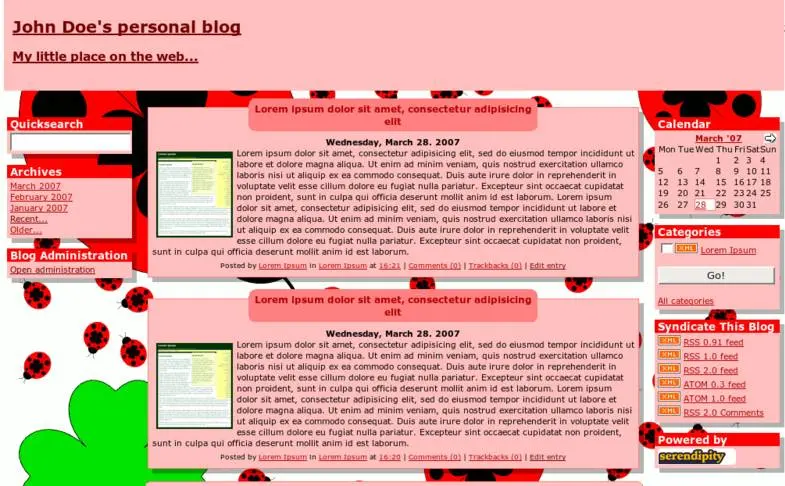 John Doe's personal blog
My little place on the web...
Quicksearch
Archives
March 2007
February 2007
January 2007
Recent...
Older...
Blog Administration
Open administration
Lorem ipsum dolor sit amet, consectetur adipisicing
elit
Wednesday, March 28. 2007
Lorem ipsum dolor sit amet, consectetur adipisicing elit, sed do eiusmod tempor incididunt ut
labore et dolore magna aliqua. Ut enim ad minim veniam, quis nostrud exercitation ullamco
laboris nisi ut aliquip ex ea commodo consequat. Duis aute irure dolor in reprehenderit in
voluptate velit esse cillum dolore eu fugiat nulla pariatur. Excepteur sint occaecat cupidatat
non proident, sunt in culpa qui officia deserunt mollit anim id est laborum. Lorem ipsum
dolor sit amet, consectetur adipisicing elit, sed do eiusmod tempor incididunt ut labore et
dolore magna aliqua. Ut enim ad minim veniam, quis nostrud exercitation ullamco laboris nisi
ut aliquip ex ea commodo consequat. Duis aute irure dolor in reprehenderit in voluptate velit
esse cillum dolore eu fugiat nulla pariatur. Excepteur sint occaecat cupidatat non proident,
sunt in culpa qui officia deserunt mollit anim id est laborum.
Posted by Lorem Ipsum in Lorem Ipsum at 16:21 | Comments (0) | Trackbacks (0) | Edit entry
Lorem ipsum dolor sit amet, consectetur adipisicing
elit
Wednesday, March 28. 2007
Lorem ipsum dolor sit amet, consectetur adipisicing elit, sed do eiusmod tempor incididunt ut
labore et dolore magna aliqua. Ut enim ad minim veniam, quis nostrud exercitation ullamco
laboris nisi ut aliquip ex ea commodo consequat. Duis aute irure dolor in reprehenderit in
voluptate velit esse cillum dolore eu fugiat nulla pariatur. Excepteur sint occaecat cupidatat
non proident, sunt in culpa qui officia deserunt mollit anim id est laborum. Lorem ipsum
dolor sit amet, consectetur adipisicing elit, sed do eiusmod tempor incididunt ut labore et
dolore magna aliqua. Ut enim ad minim veniam, quis nostrud exercitation ullamco laboris nisi
ut aliquip ex ea commodo consequat. Duis aute irure dolor in reprehenderit in voluptate velit
esse cillum dolore eu fugiat nulla pariatur. Excepteur sint occaecat cupidatat non proident,
sunt in culpa qui officia deserunt mollit anim id est laborum.
Posted by Lorem Ipsum in Lorem Ipsum at 16:20 | Comments (0) | Trackbacks (0) | Edit entry
Calendar
March '07
Mon Tue Wed Thu Fri Sat Sun
1 2 3 4
5 6 7 8 9 10 11
12 13 14 15 16 17 18
19 20 21 22 23 24 25
26 27 28 29 30 31
Categories
XML Lorem Ipsum
Go!
All categories
Syndicate This Blog
XML RSS 0.91 feed
XML RSS 1.0 feed
XML RSS 2.0 feed
XML ATOM 0.3 feed
XML ATOM 1.0 feed
XML RSS 2.0 Comments
Powered by
serendipity